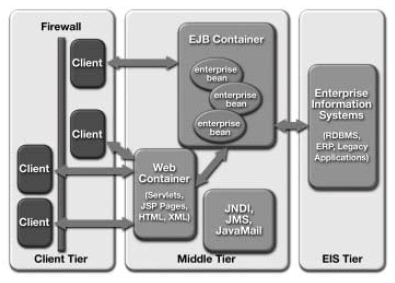 Firewall
Client
Client
Client
Client
Client Tier
EJB Container
enterprise
bean
enterprise
bean
enterprise
bean
Web
Container
(Servlets,
JSP Pages,
HTML, XML)
JNDI,
JMS,
JavaMail
Middle Tier
Enterprise
Information
Systems
(RDBMS,
ERP, Legacy
Applications)
EIS Tier